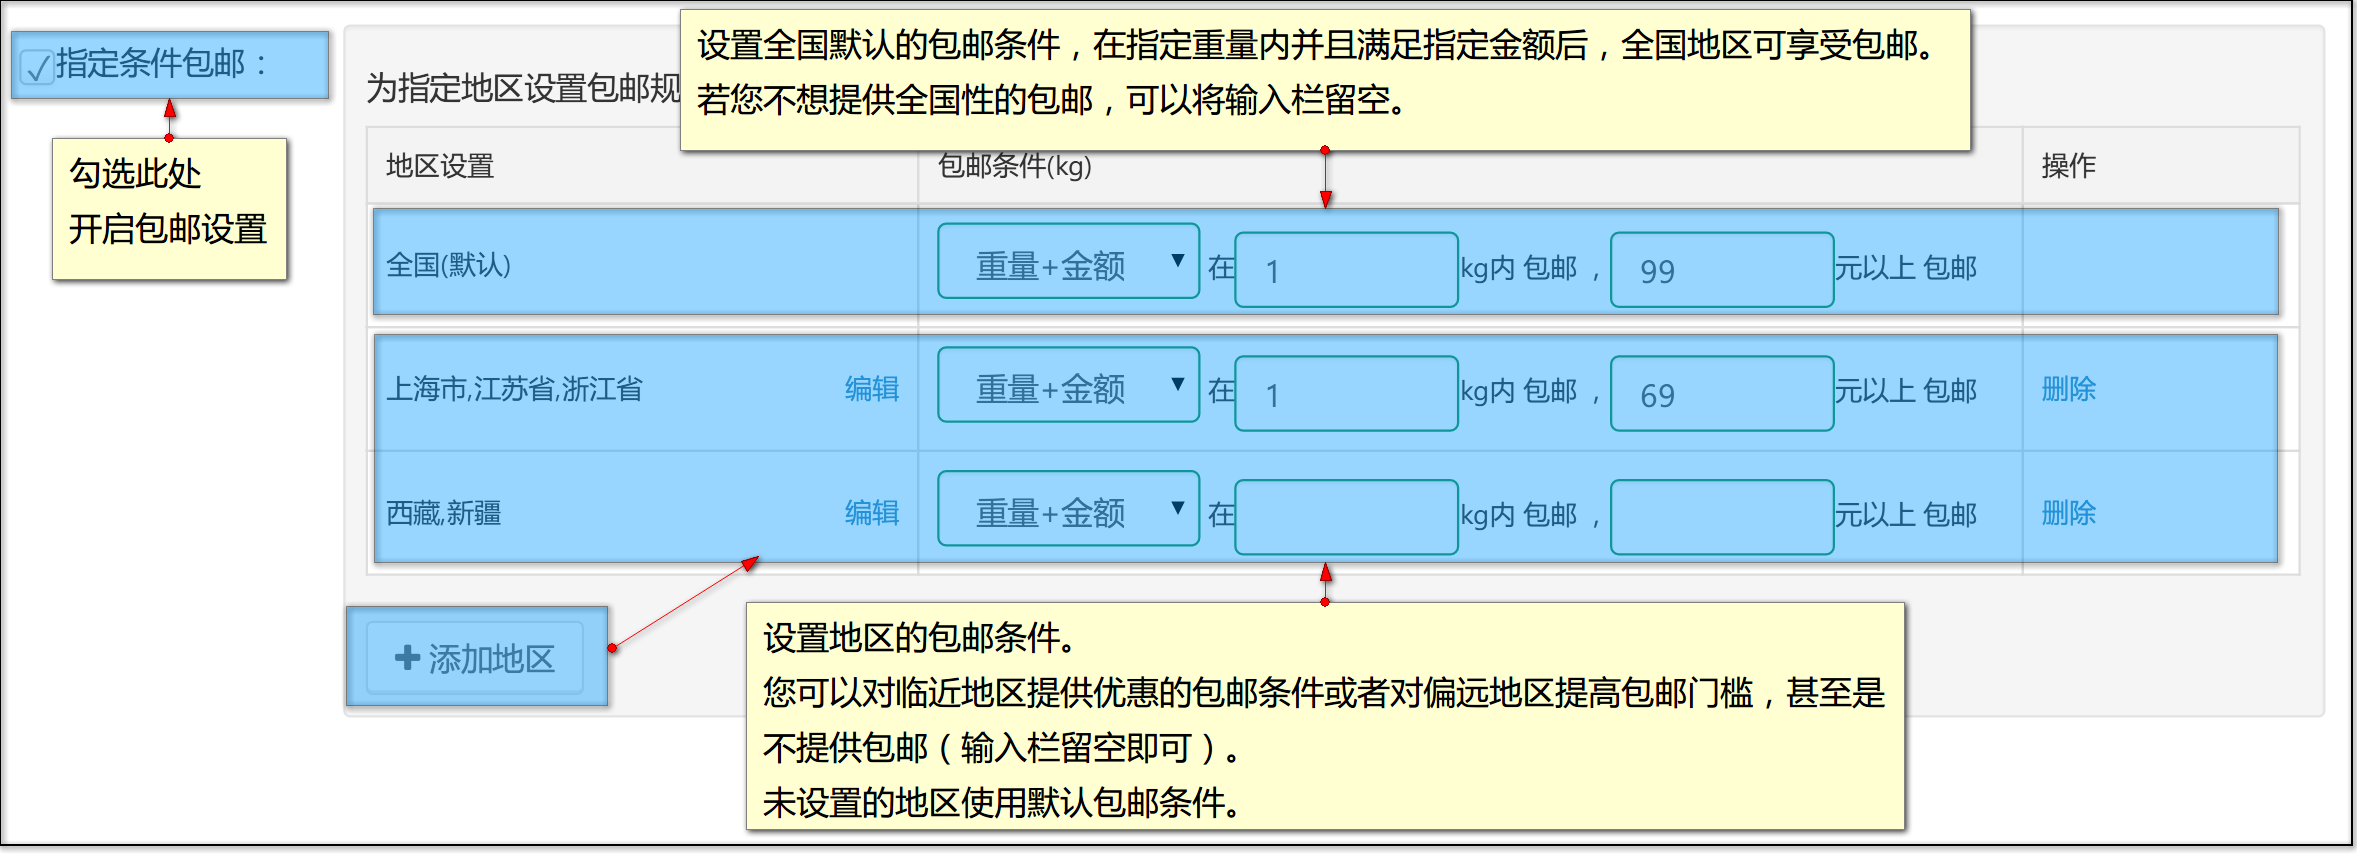 指定条件包邮：
勾选此处
开启包邮设置
设置全国默认的包邮条件，在指定重量内并且满足指定金额后，全国地区可享受包邮。
若您不想提供全国性的包邮，可以将输入栏留空。
为指定地区设置包邮规
地区设置 包邮条件(kg) 操作
全国(默认) 重量+金额 ▼ 在 1 kg内 包邮 ， 99 元以上 包邮
上海市,江苏省,浙江省 编辑 重量+金额 ▼ 在 1 kg内 包邮 ， 69 元以上 包邮 删除
西藏,新疆 编辑 重量+金额 ▼ 在 kg内 包邮 ， 元以上 包邮 删除
添加地区
设置地区的包邮条件。
您可以对临近地区提供优惠的包邮条件或者对偏远地区提高包邮门槛，甚至是
不提供包邮（输入栏留空即可）。
未设置的地区使用默认包邮条件。